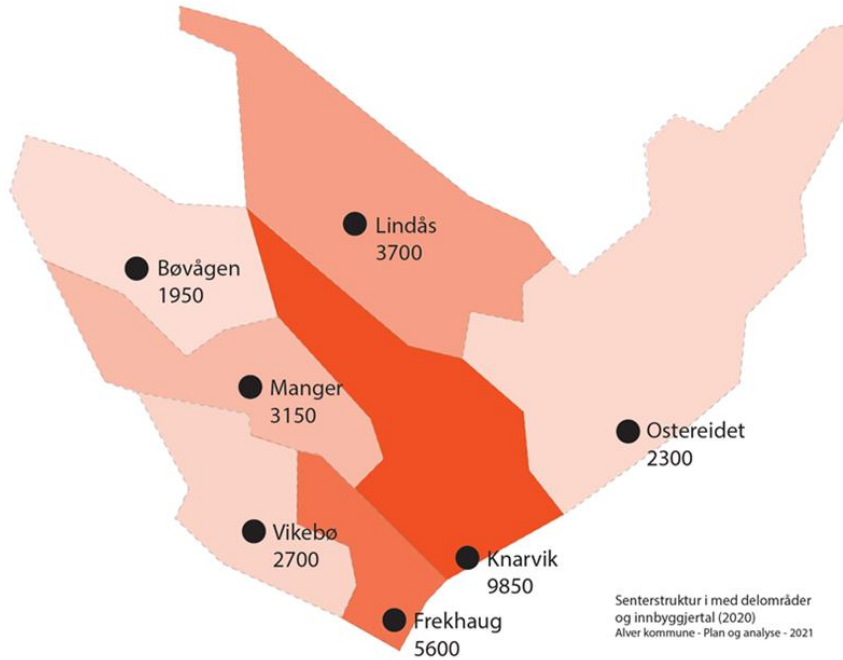 Lindås
3700
Bøvågen
1950
Manger
3150
Ostereidet
2300
Vikebø
2700
Knarvik
9850
Frekhaug
5600
Senterstruktur i med delområder
og innbyggjertal (2020)
Alver kommune - Plan og analyse - 2021